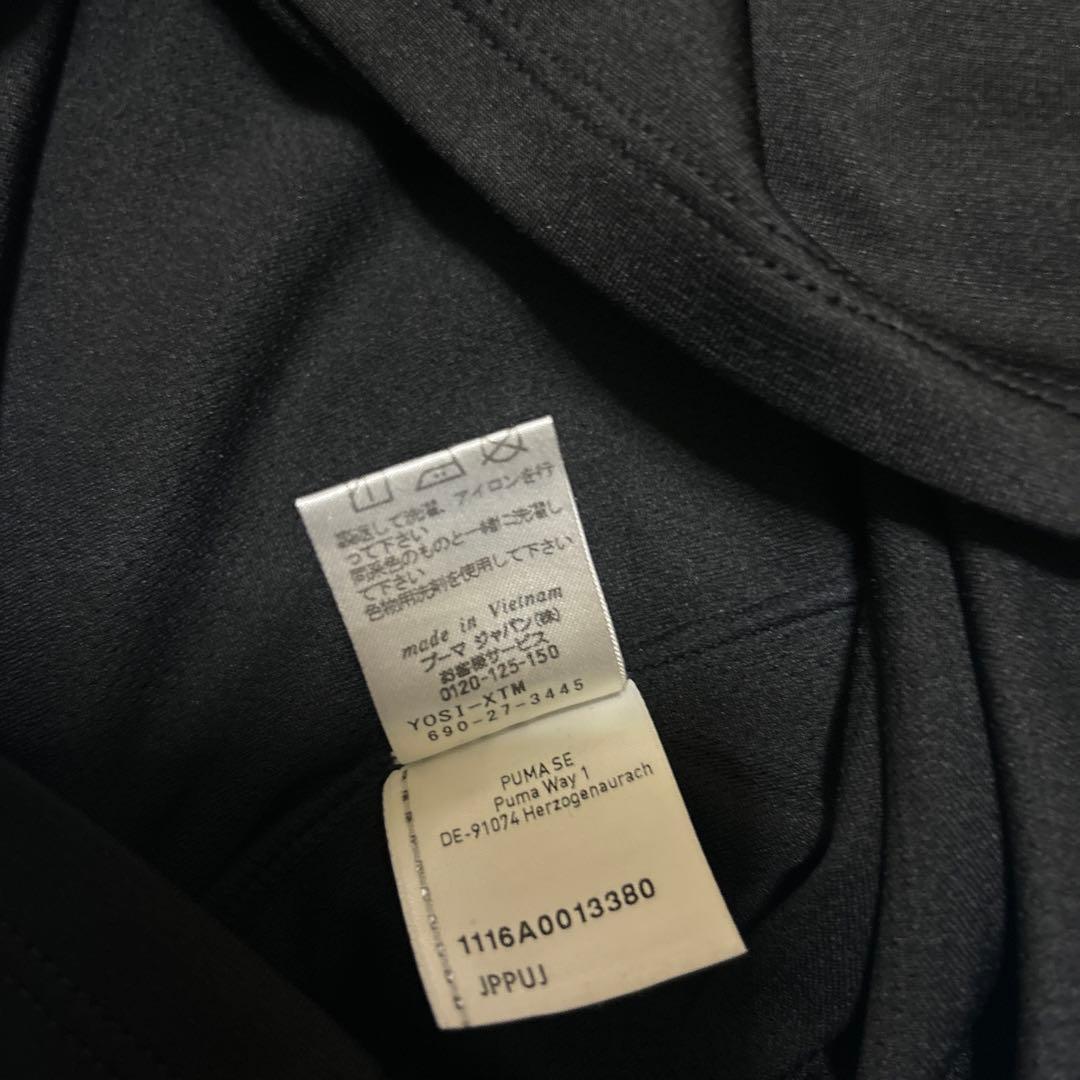 裏返して洗濯、アイロンを行
って下さい
同系色のものと一緒に洗濯し
て下さい
色物用洗剤を使用して下さい
made in Vietnam
プーマ ジャパン(株)
お客様サービス
0120-125-150
YOSI-XTM
690-27-3445
PUMA SE
Puma Way 1
DE-91074 Herzogenaurach
1116A0013380
JPPUJ